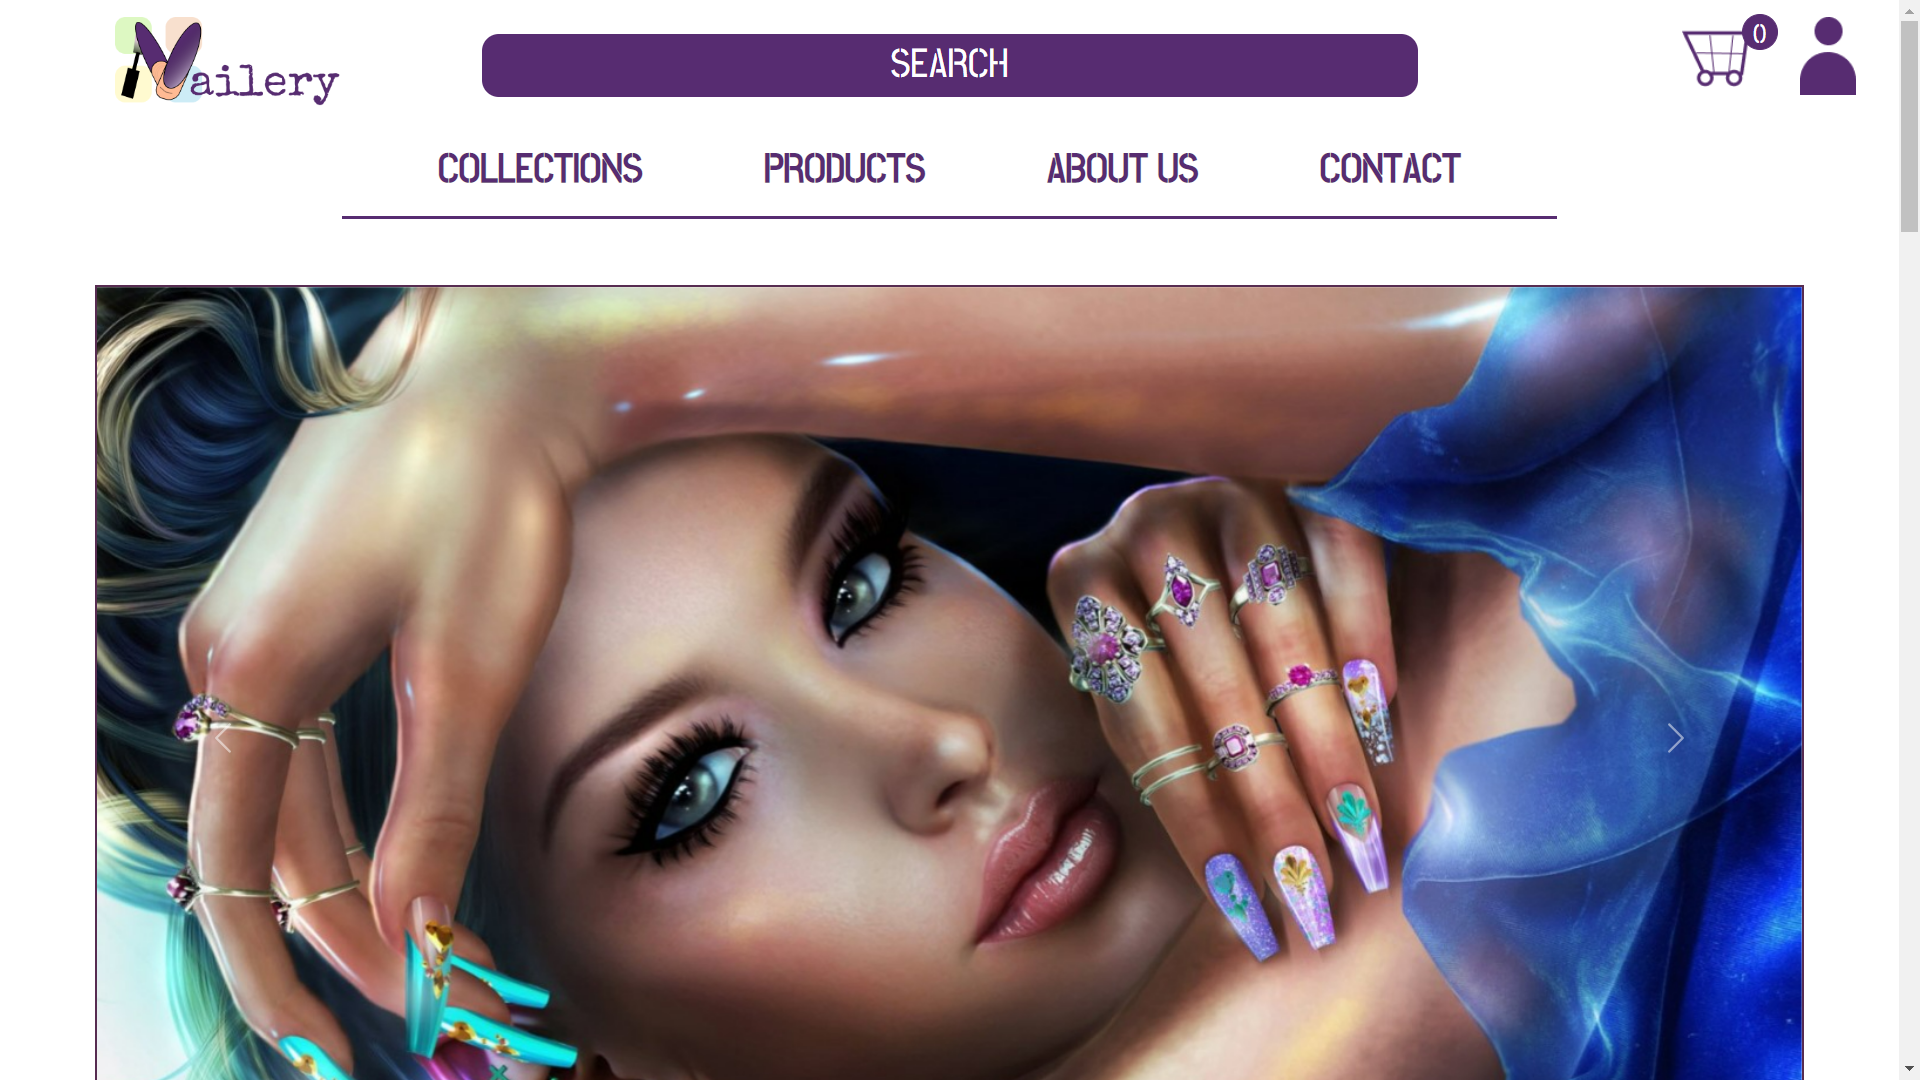 Nailery
SEARCH
0
COLLECTIONS
PRODUCTS
ABOUT US
CONTACT